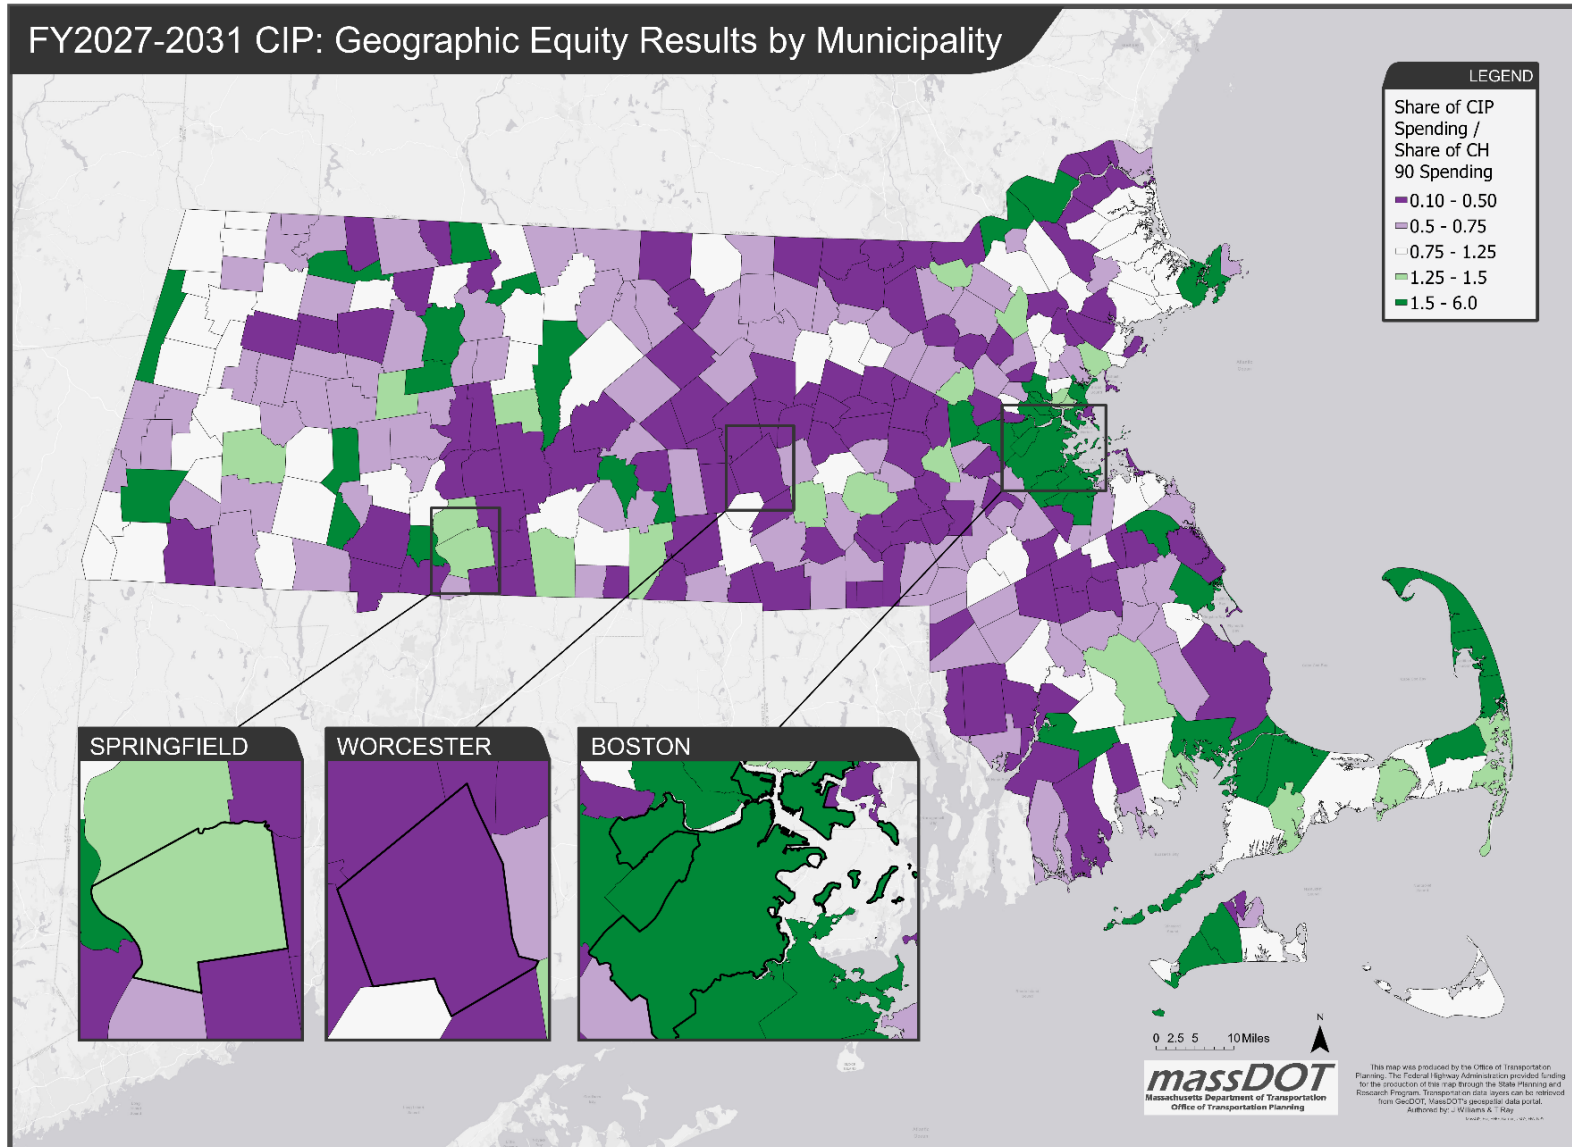 FY2027-2031 CIP: Geographic Equity Results by Municipality
LEGEND
Share of CIP
Spending /
Share of CH
90 Spending
0.10 - 0.50
0.5 - 0.75
0.75 - 1.25
1.25 - 1.5
1.5 - 6.0
SPRINGFIELD
WORCESTER
BOSTON
N
0 2.5 5 10 Miles
massDOT
Massachusetts Department of Transportation
Office of Transportation Planning
This map was produced by the Office of Transportation
Planning. The Federal Highway Administration provided funding
for the production of this map through the State Planning and
Research Program. Transportation data layers can be retrieved
from GeoDOT, MassDOT's geospatial data portal.
Authored by: J Williams & T Ray